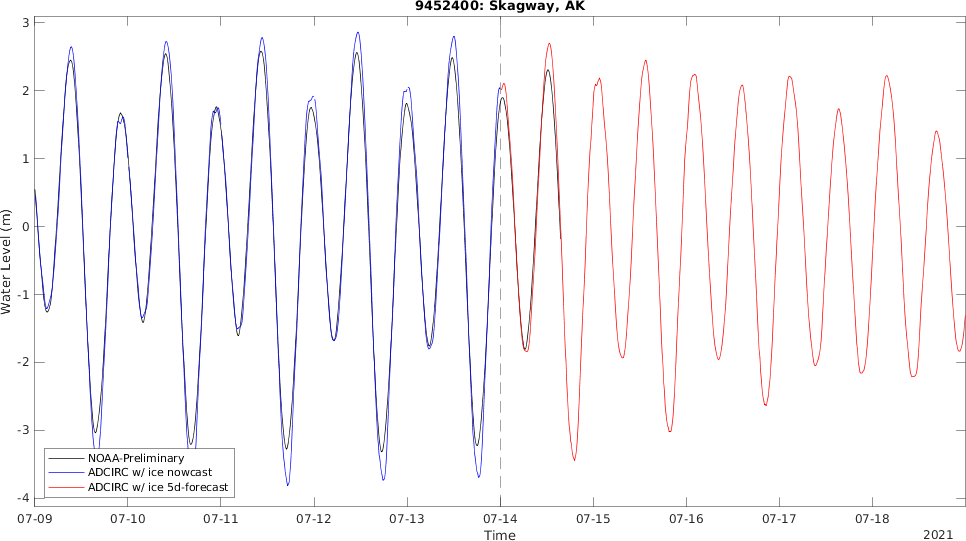 9452400: Skagway, AK
3
2
1
0
-1
-2
-3
-4
Water Level (m)
NOAA-Preliminary
ADCIRC w/ ice nowcast
ADCIRC w/ ice 5d-forecast
07-09 07-10 07-11 07-12 07-13 07-14 07-15 07-16 07-17 07-18
Time
2021